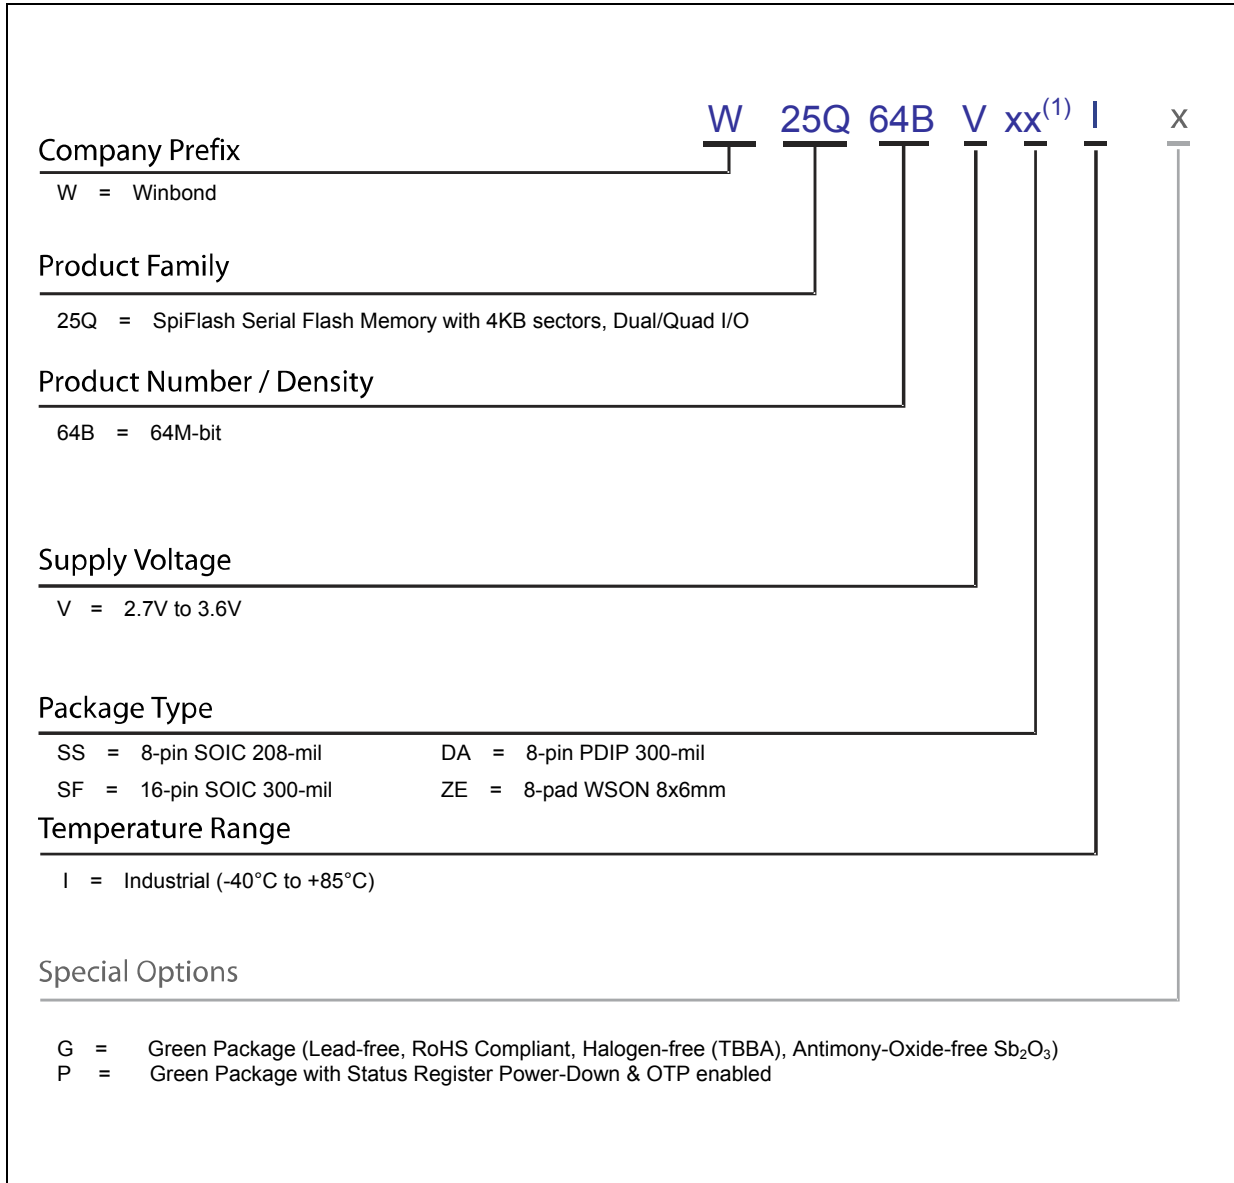 W 25Q 64B V xx(1) I x
Company Prefix
W = Winbond
Product Family
25Q = SpiFlash Serial Flash Memory with 4KB sectors, Dual/Quad I/O
Product Number / Density
64B = 64M-bit
Supply Voltage
V = 2.7V to 3.6V
Package Type
SS = 8-pin SOIC 208-mil DA = 8-pin PDIP 300-mil
SF = 16-pin SOIC 300-mil ZE = 8-pad WSON 8x6mm
Temperature Range
I = Industrial (-40°C to +85°C)
Special Options
G = Green Package (Lead-free, RoHS Compliant, Halogen-free (TBBA), Antimony-Oxide-free Sb₂O₃)
P = Green Package with Status Register Power-Down & OTP enabled